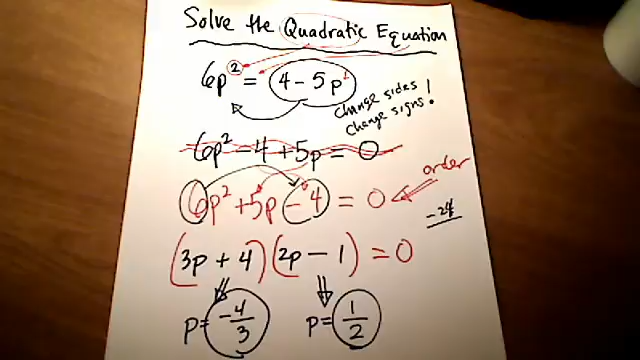 Solve the Quadratic Equation
6p² = 4 - 5p¹
change sides
change signs!
6p² - 4 + 5p = 0
order
6p² + 5p - 4 = 0
-24
(3p + 4)(2p - 1) = 0
p = -4/3 p = 1/2